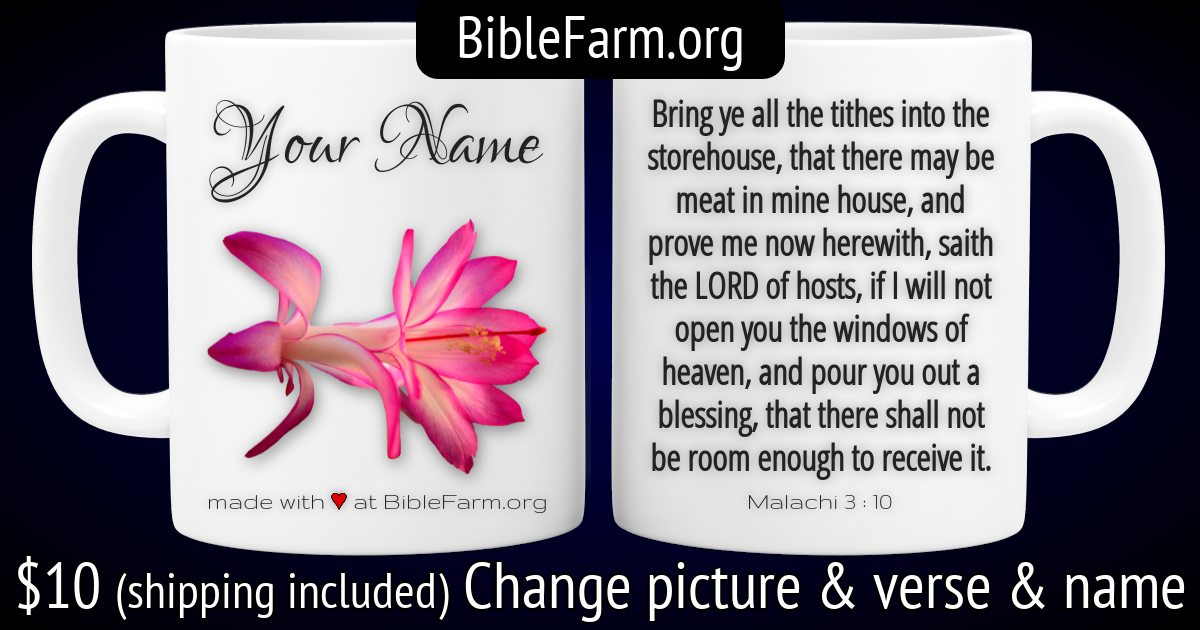 BibleFarm.org
Your Name
made with ♥ at BibleFarm.org
Bring ye all the tithes into the
storehouse, that there may be
meat in mine house, and
prove me now herewith, saith
the LORD of hosts, if I will not
open you the windows of
heaven, and pour you out a
blessing, that there shall not
be room enough to receive it.
Malachi 3 : 10
$10 (shipping included) Change picture & verse & name